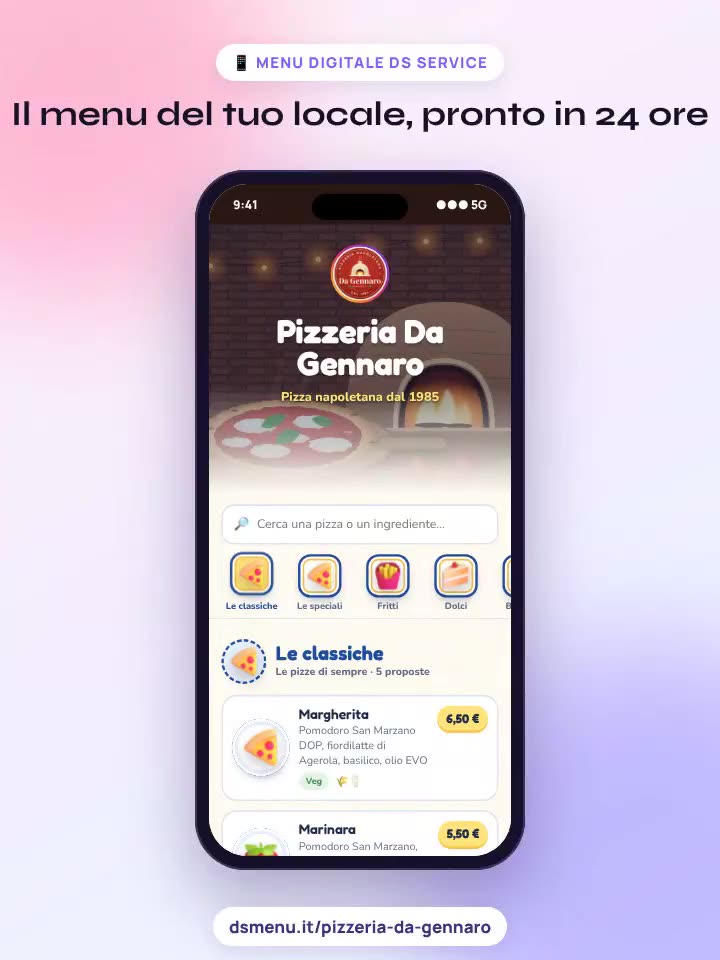 MENU DIGITALE DS SERVICE
Il menu del tuo locale, pronto in 24 ore
9:41
5G
Da Gennaro
Pizzeria Da
Gennaro
Pizza napoletana dal 1985
Cerca una pizza o un ingrediente...
Le classiche
Le speciali
Fritti
Dolci
Le classiche
Le pizze di sempre · 5 proposte
Margherita
6,50 €
Pomodoro San Marzano
DOP, fiordilatte di
Agerola, basilico, olio EVO
Veg
Marinara
5,50 €
Pomodoro San Marzano,
dsmenu.it/pizzeria-da-gennaro